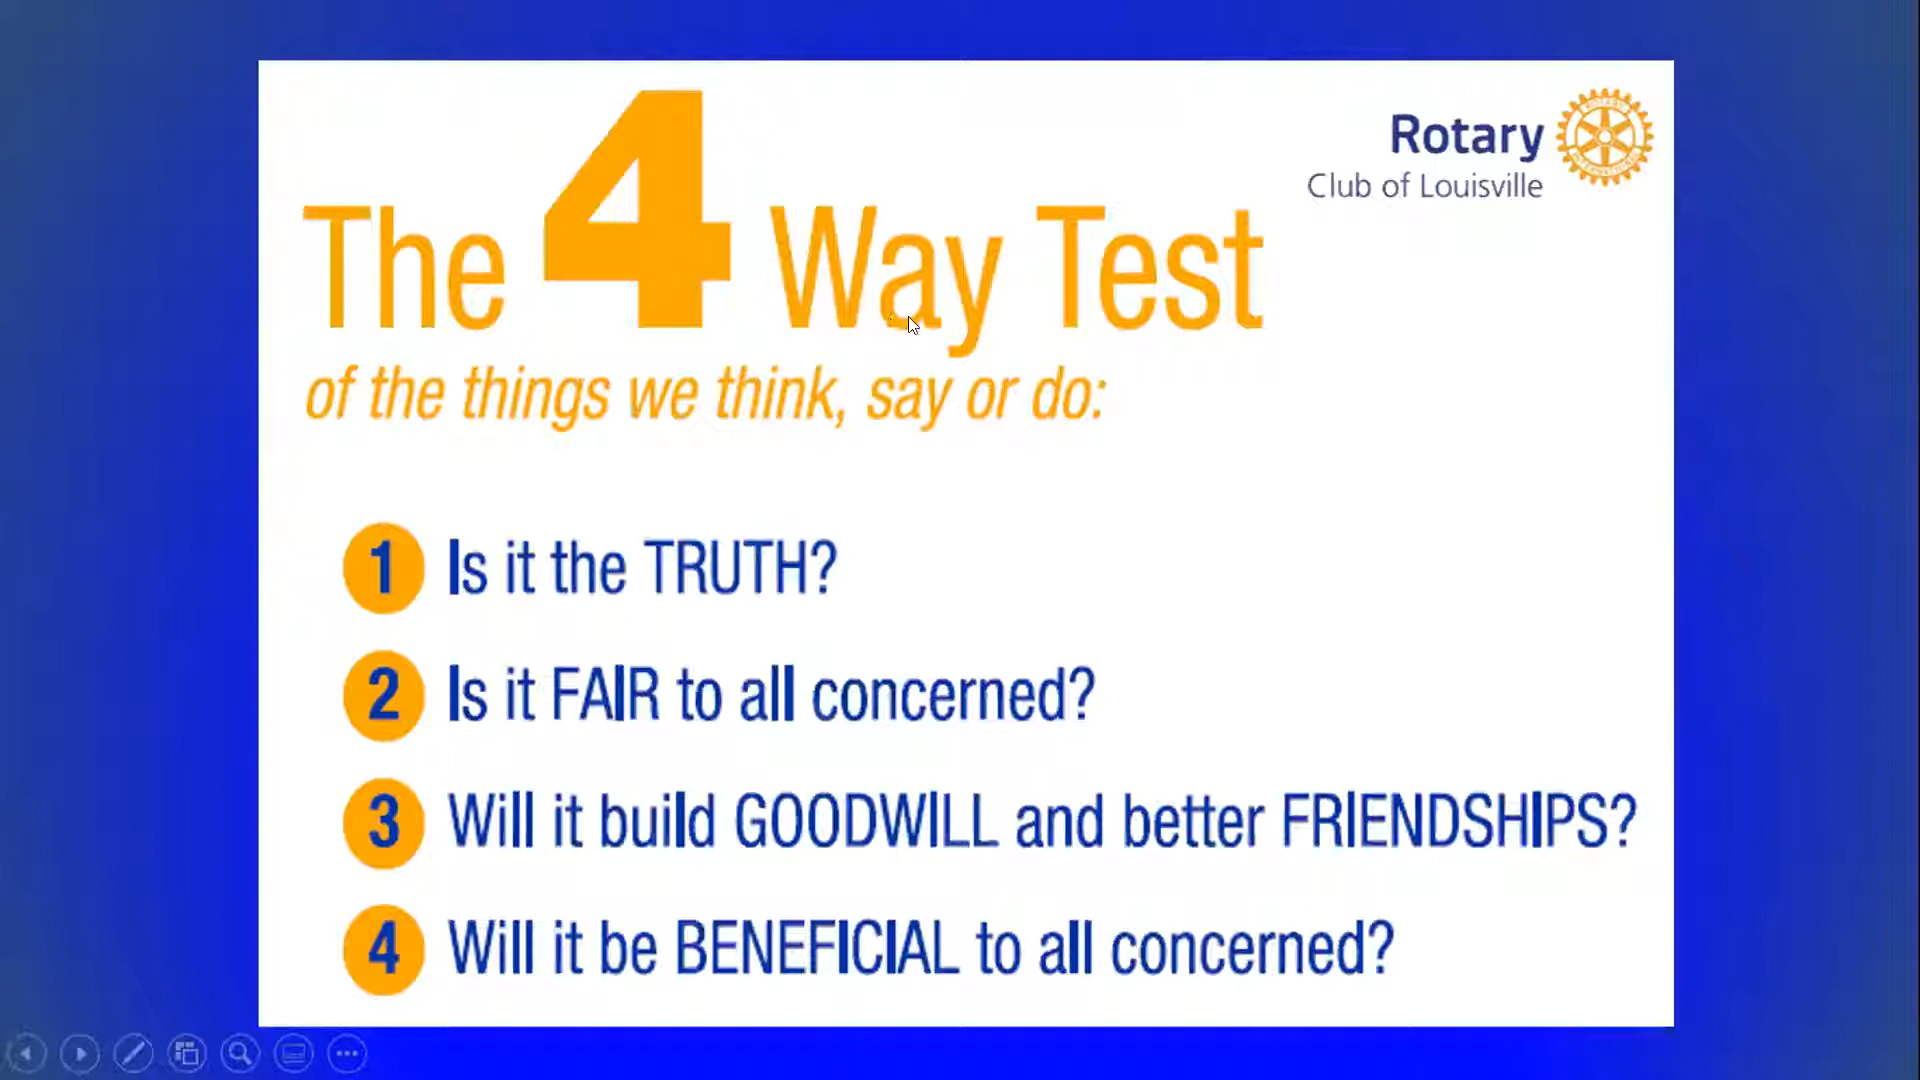 The 4 Way Test
Rotary
Club of Louisville
of the things we think, say or do:
1 Is it the TRUTH?
2 Is it FAIR to all concerned?
3 Will it build GOODWILL and better FRIENDSHIPS?
4 Will it be BENEFICIAL to all concerned?